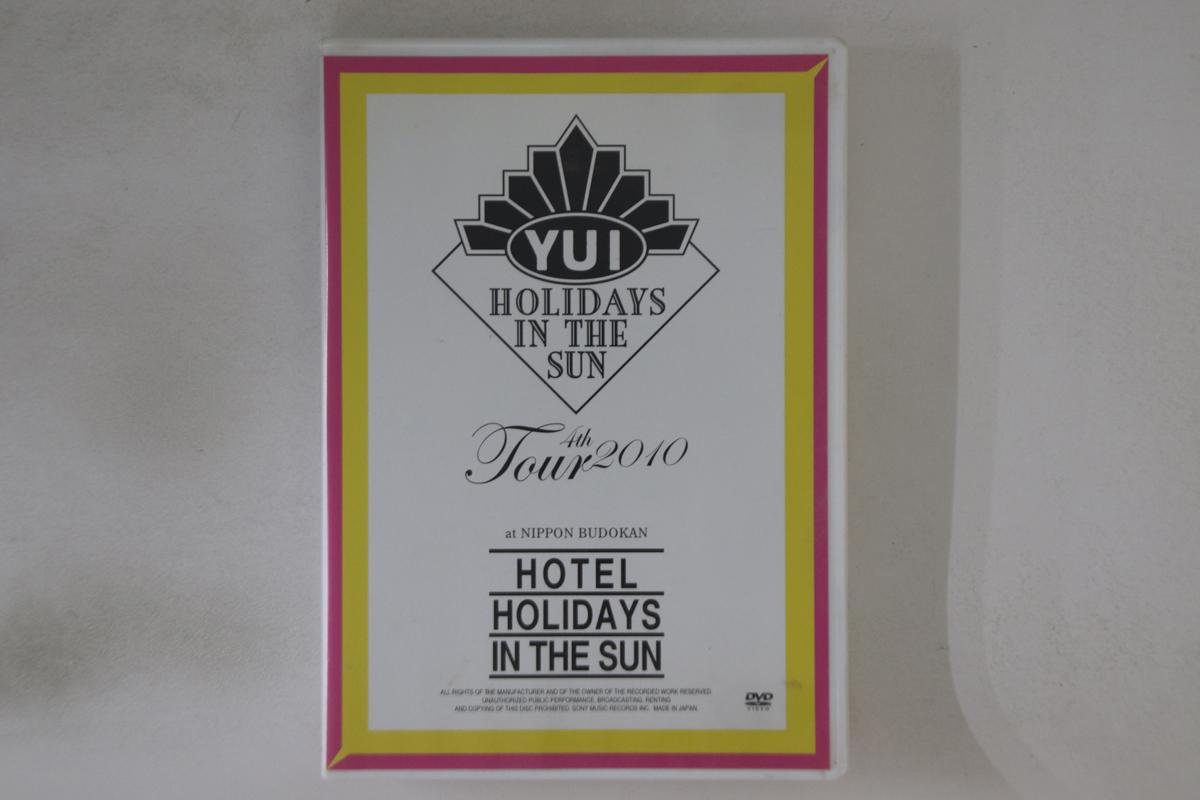 YUI
HOLIDAYS
IN THE
SUN
4th
Tour 2010
at NIPPON BUDOKAN
HOTEL
HOLIDAYS
IN THE SUN
ALL RIGHTS OF THE MANUFACTURER AND OF THE OWNER OF THE RECORDED WORK RESERVED.
UNAUTHORIZED PUBLIC PERFORMANCE, BROADCASTING, RENTING
AND COPYING OF THIS DISC PROHIBITED. SONY MUSIC RECORDS INC. MADE IN JAPAN.
DVD
VIDEO